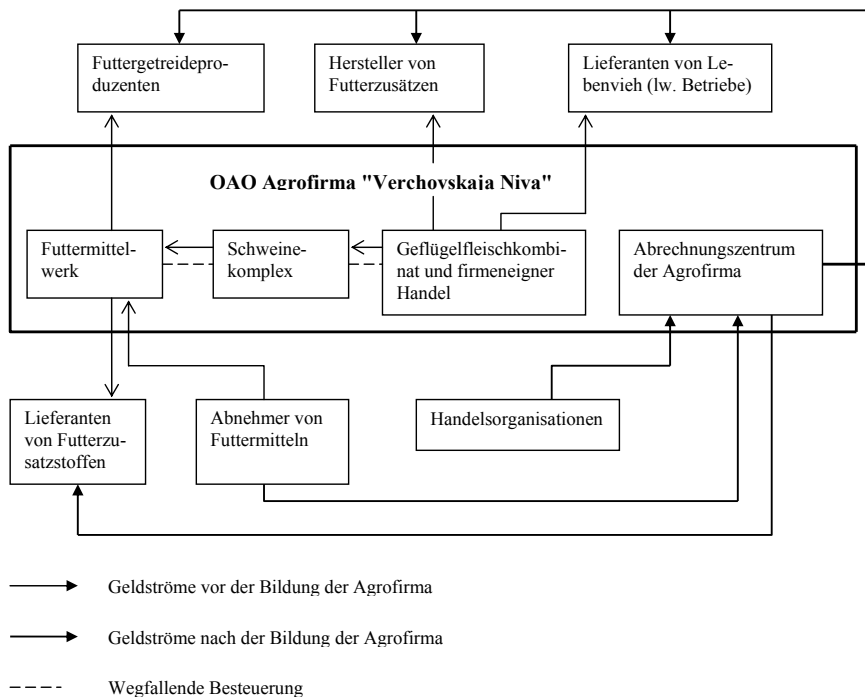 Futtergetreidepro-
duzenten
Hersteller von
Futterzusätzen
Lieferanten von Le-
benvieh (lw. Betriebe)
OAO Agrofirma "Verchovskaja Niva"
Futtermittel-
werk
Schweine-
komplex
Geflügelfleischkombi-
nat und firmeneigner
Handel
Abrechnungszentrum
der Agrofirma
Lieferanten
von Futterzu-
satzstoffen
Abnehmer von
Futtermitteln
Handelsorganisationen
Geldströme vor der Bildung der Agrofirma
Geldströme nach der Bildung der Agrofirma
Wegfallende Besteuerung